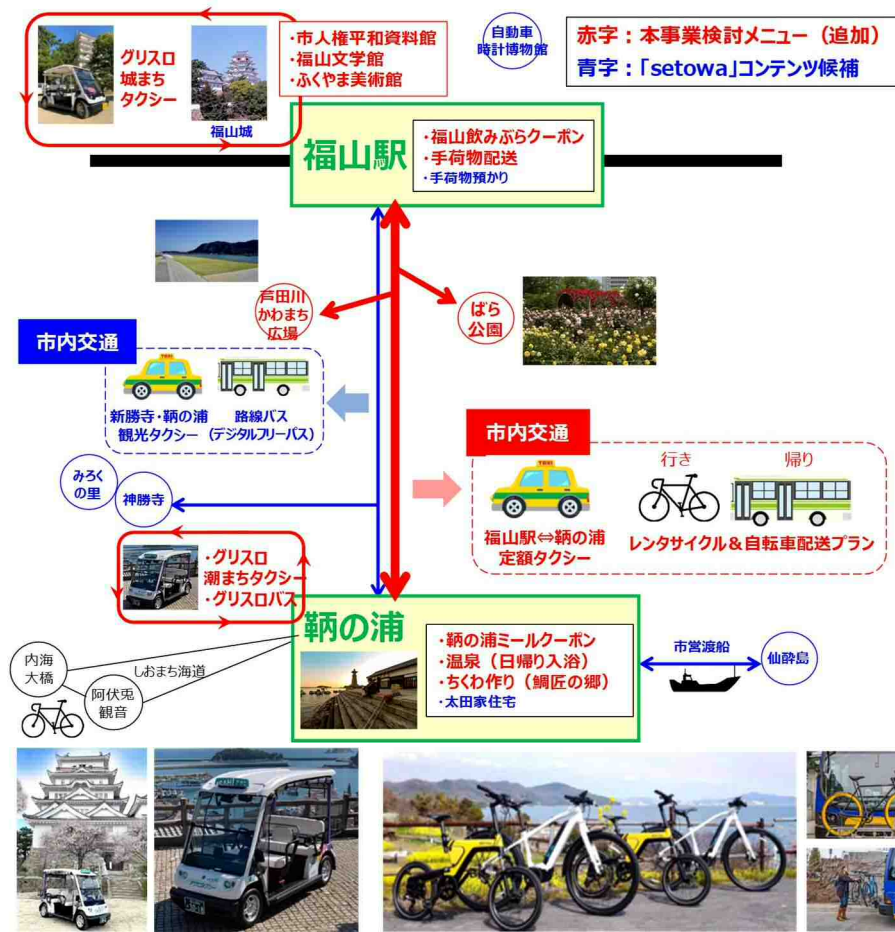 グリスロ
城まち
タクシー
福山城
・市人権平和資料館
・福山文学館
・ふくやま美術館
自動車
時計博物館
赤字：本事業検討メニュー（追加）
青字：「setowa」コンテンツ候補
福山駅
・福山飲みぶらクーポン
・手荷物配送
・手荷物預かり
芦田川
かわまち
広場
ばら
公園
市内交通
TAXI
新勝寺・鞆の浦
観光タクシー
路線バス
（デジタルフリーパス）
市内交通
TAXI
福山駅⇔鞆の浦
定額タクシー
行き
帰り
レンタサイクル＆自転車配送プラン
みろく
の里
神勝寺
・グリスロ
潮まちタクシー
・グリスロバス
鞆の浦
・鞆の浦ミールクーポン
・温泉（日帰り入浴）
・ちくわ作り（鯛匠の郷）
・太田家住宅
市営渡船
仙酔島
内海
大橋
しおまち海道
阿伏兎
観音